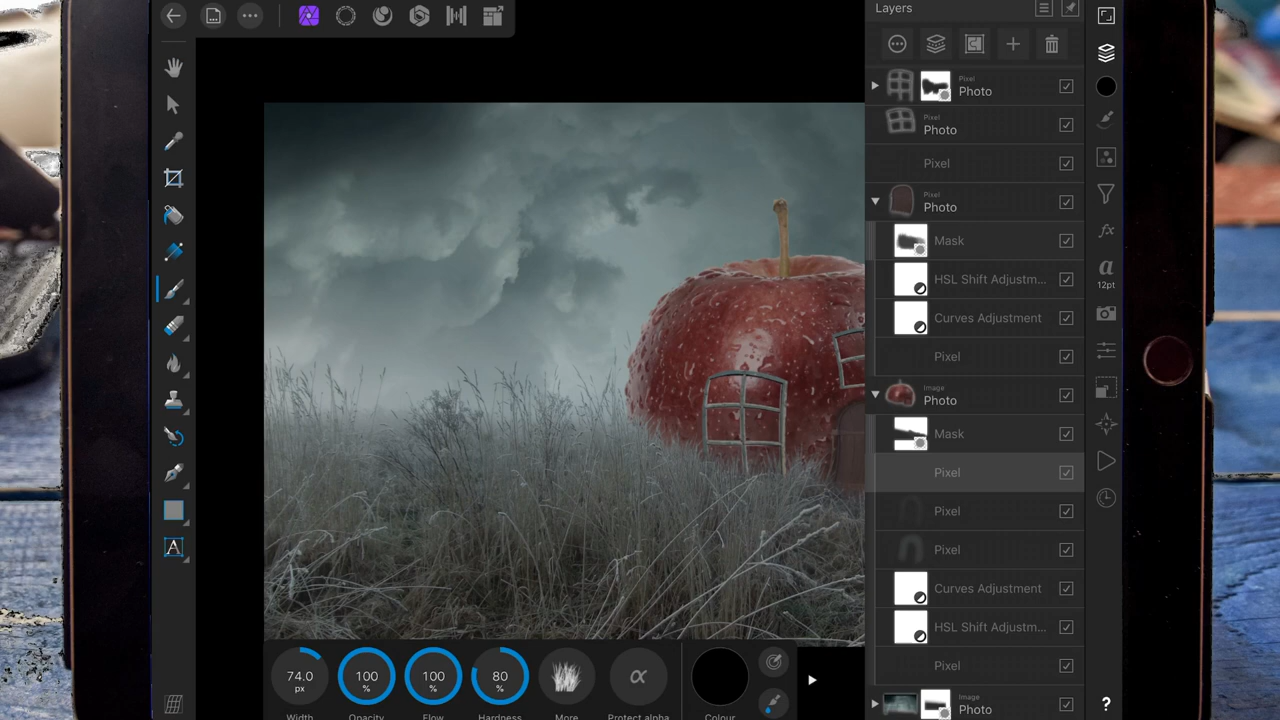 Layers
Pixel
Photo
Pixel
Photo
Pixel
Pixel
Photo
Mask
HSL Shift Adjustm...
Curves Adjustment
Pixel
Image
Photo
Mask
Pixel
Pixel
Pixel
Curves Adjustment
HSL Shift Adjustm...
Pixel
Image
Photo
a
12pt
fx
A
?
74.0
px
100
%
100
%
80
%
α
Width
Opacity
Flow
Hardness
More
Protect alpha
Colour